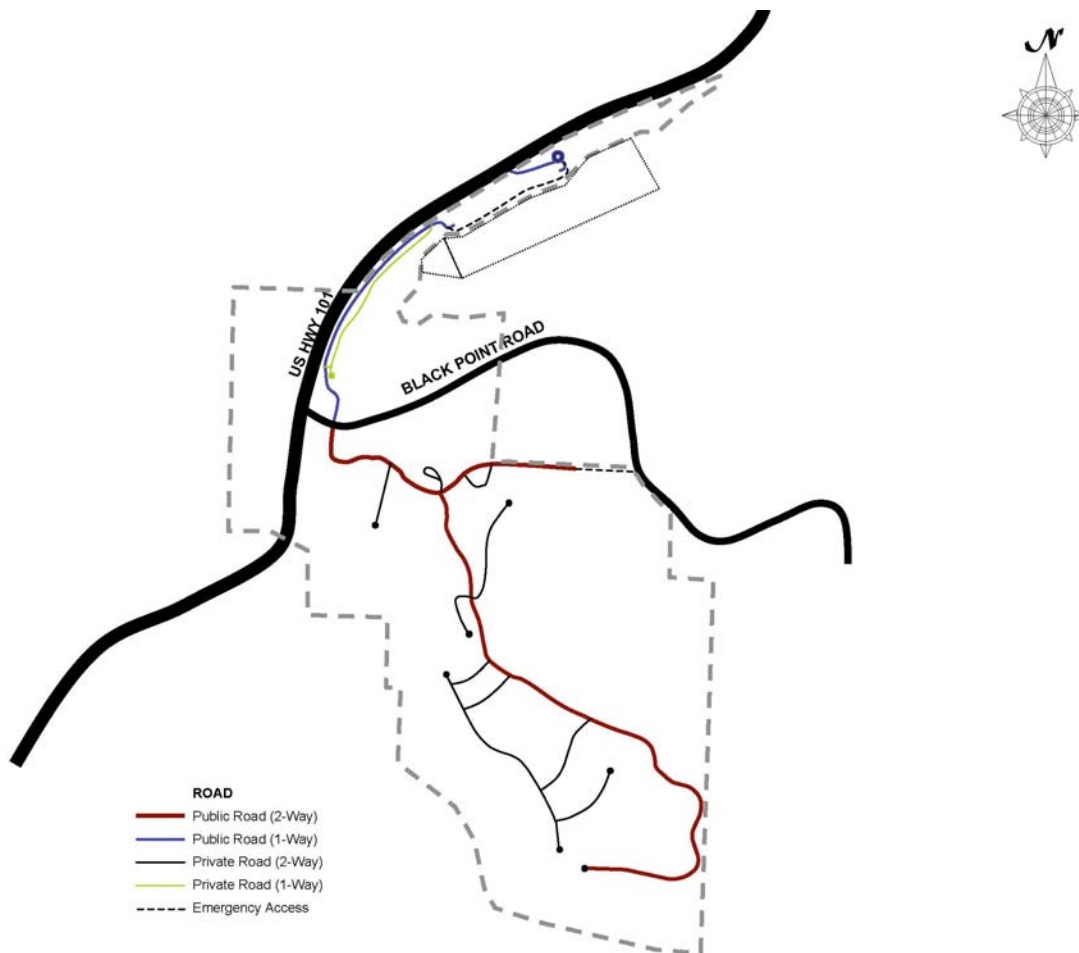 N
US HWY 101
BLACK POINT ROAD
ROAD
Public Road (2-Way)
Public Road (1-Way)
Private Road (2-Way)
Private Road (1-Way)
Emergency Access